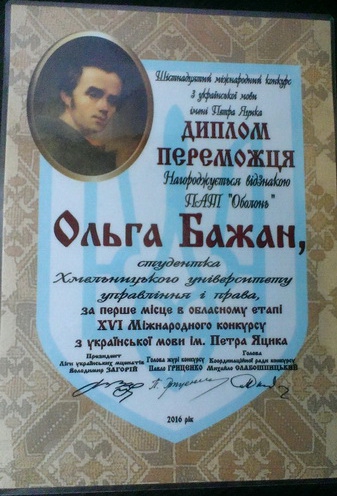 Шістнадцятий міжнародний конкурс
з української мови
імені Петра Яцика
ДИПЛОМ
ПЕРЕМОЖЦЯ
Нагороджується відзнакою
ПАТ "Оболонь"
Ольга Бажан,
студентка
Хмельницького університету
управління і права,
за перше місце в обласному етапі
XVI Міжнародного конкурсу
з української мови ім. Петра Яцика
Президент
Ліги українських меценатів
Володимир ЗАГОРІЙ
Голова журі конкурсу
Павло ГРИЦЕНКО
Голова
Координаційної ради конкурсу
Михайло СЛАБОШПИЦЬКИЙ
2016 рік